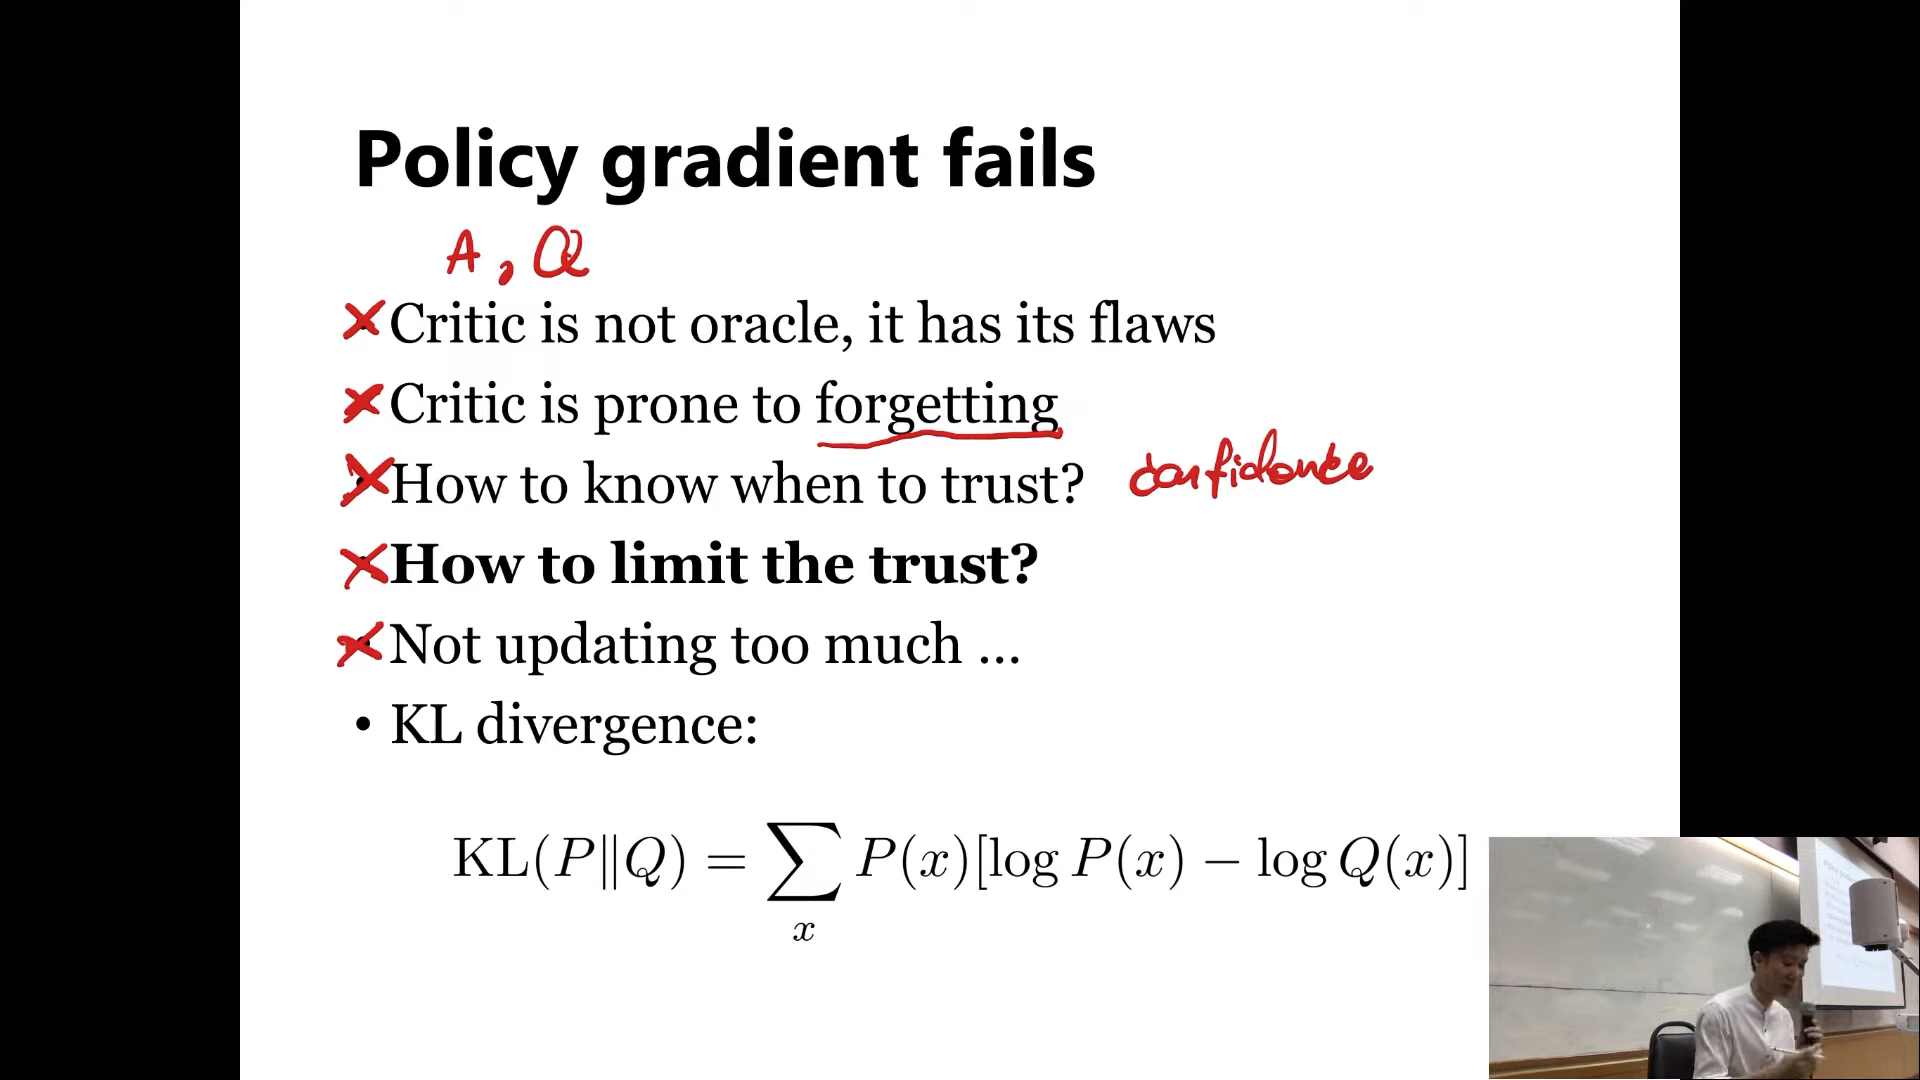 Policy gradient fails
A, Q
Critic is not oracle, it has its flaws
Critic is prone to forgetting
How to know when to trust? confidence
How to limit the trust?
Not updating too much ...
• KL divergence:
KL(P∥Q) = ∑ₓ P(x)[log P(x) − log Q(x)]